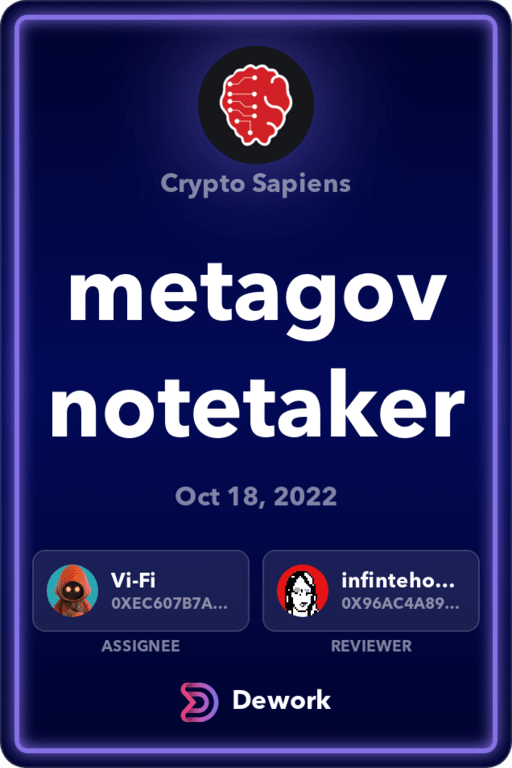 Crypto Sapiens
metagov
notetaker
Oct 18, 2022
Vi-Fi
0XEC607B7A...
ASSIGNEE
infinteho...
0X96AC4A89...
REVIEWER
Dework